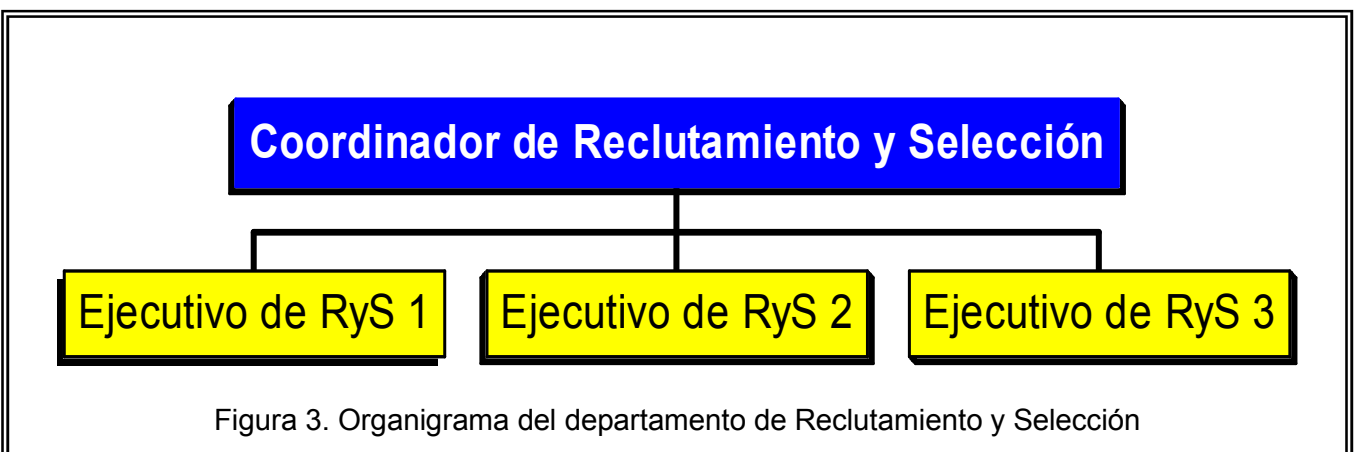 Coordinador de Reclutamiento y Selección
Ejecutivo de RyS 1
Ejecutivo de RyS 2
Ejecutivo de RyS 3
Figura 3. Organigrama del departamento de Reclutamiento y Selección